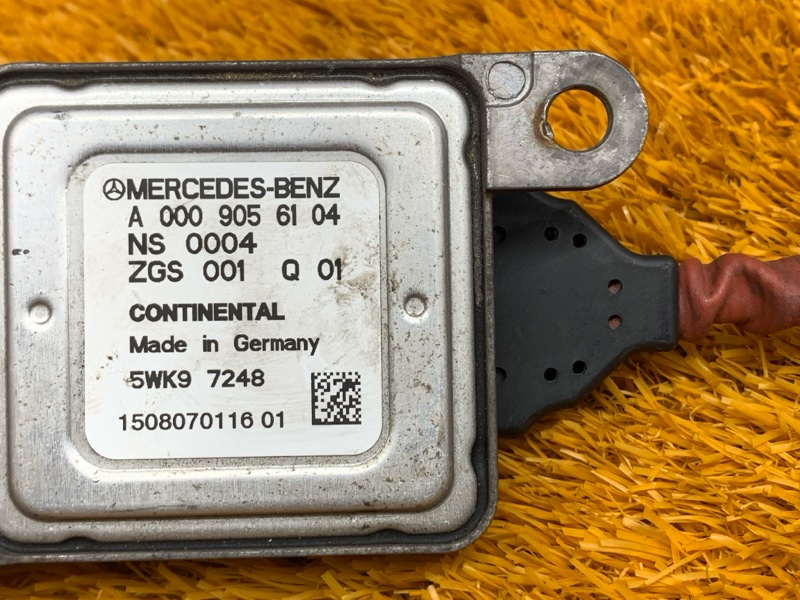 MERCEDES-BENZ
A 000 905 61 04
NS 0004
ZGS 001 Q 01
CONTINENTAL
Made in Germany
5WK9 7248
1508070116 01